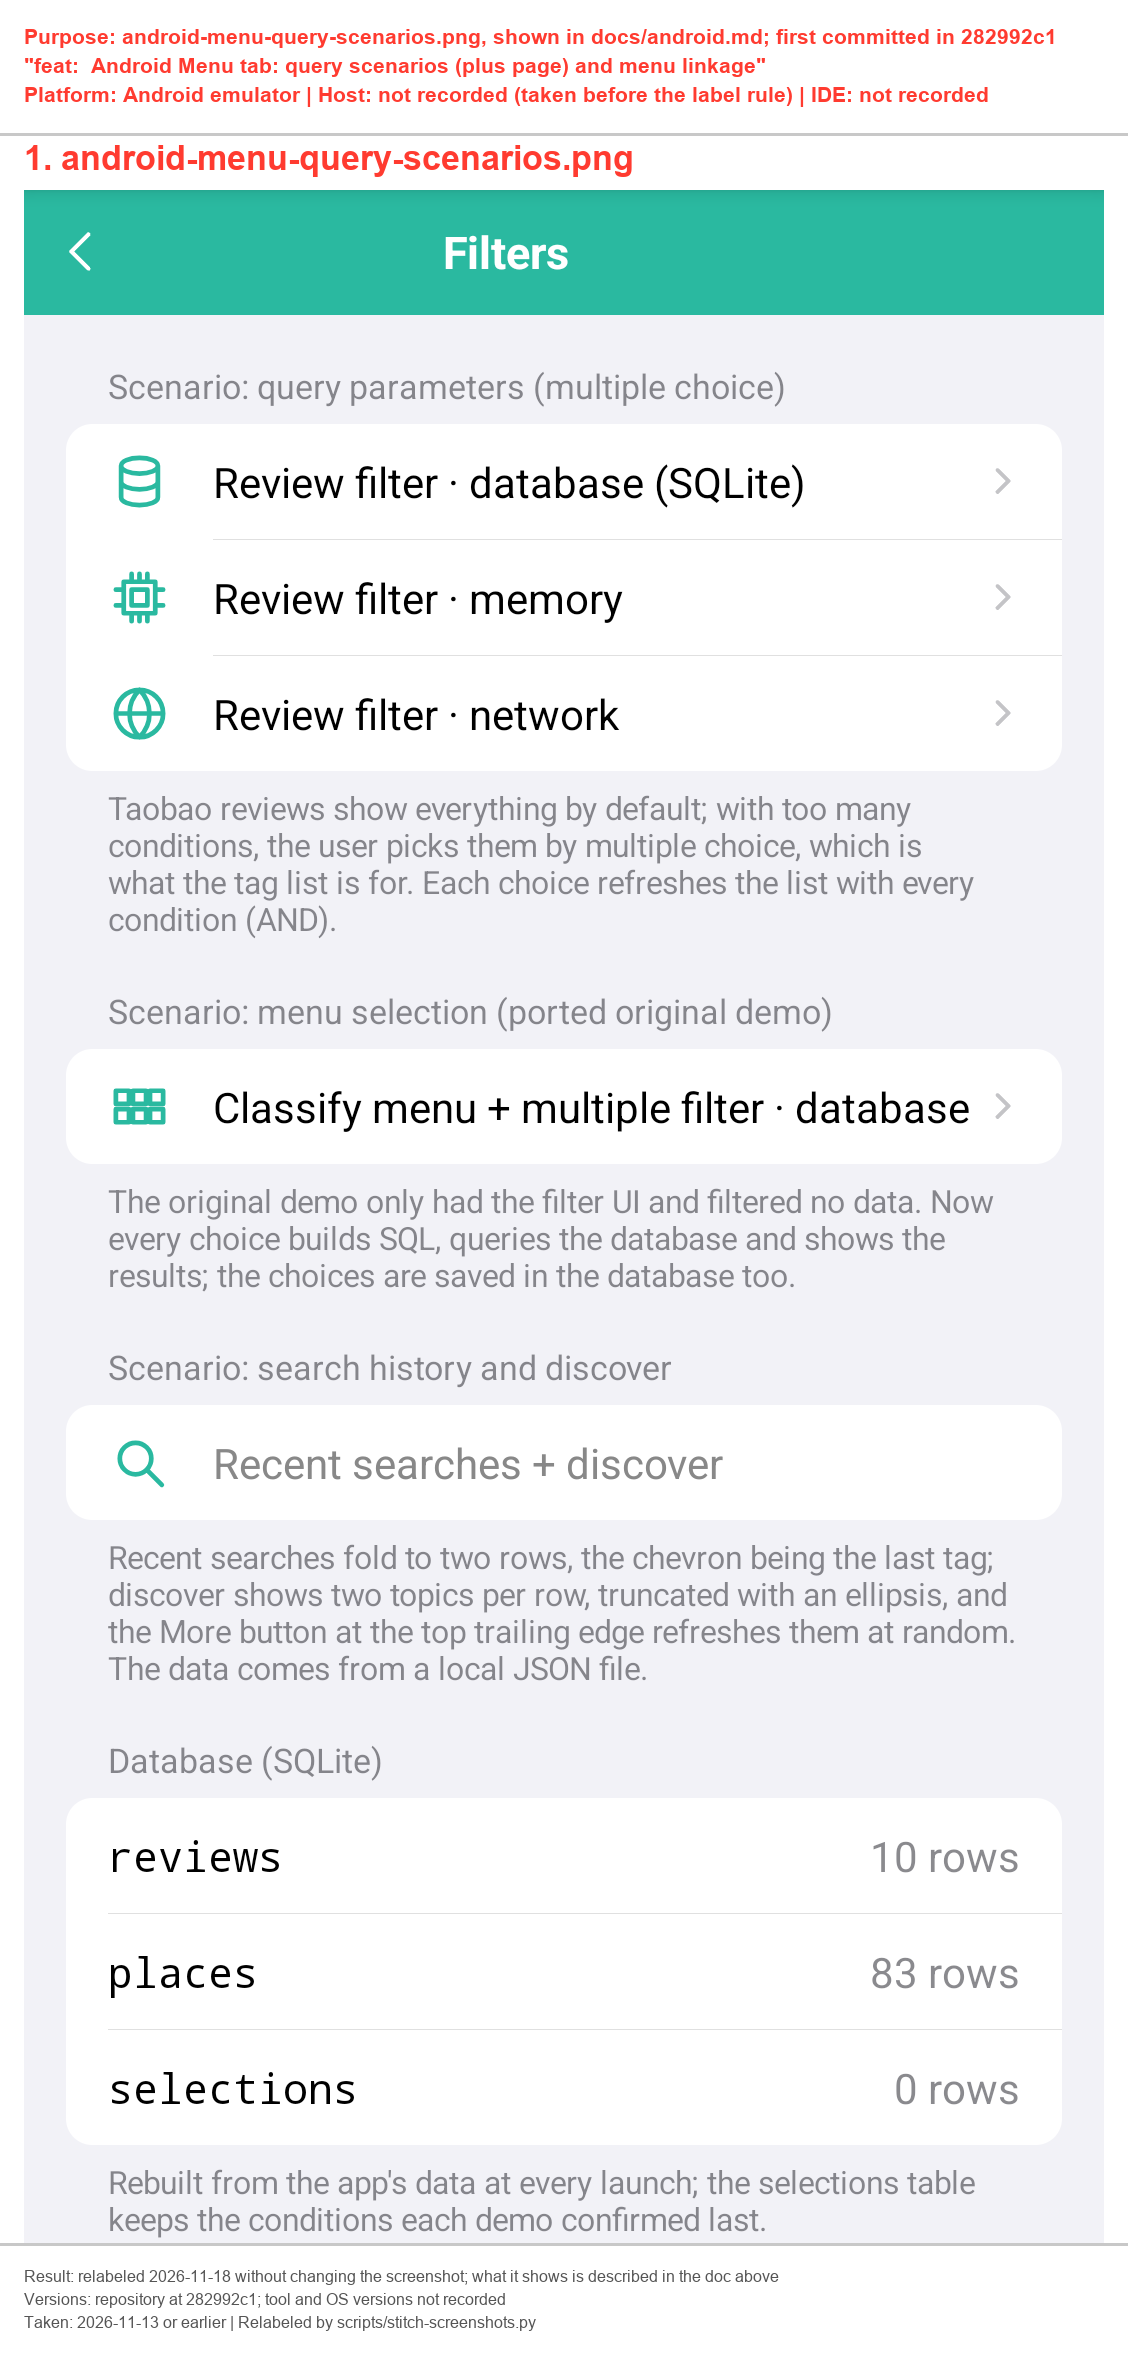 Purpose: android-menu-query-scenarios.png, shown in docs/android.md; first committed in 282992c1
"feat:  Android Menu tab: query scenarios (plus page) and menu linkage"
Platform: Android emulator | Host: not recorded (taken before the label rule) | IDE: not recorded
1. android-menu-query-scenarios.png
Filters
Scenario: query parameters (multiple choice)
Review filter · database (SQLite)
Review filter · memory
Review filter · network
Taobao reviews show everything by default; with too many
conditions, the user picks them by multiple choice, which is
what the tag list is for. Each choice refreshes the list with every
condition (AND).
Scenario: menu selection (ported original demo)
Classify menu + multiple filter · database
The original demo only had the filter UI and filtered no data. Now
every choice builds SQL, queries the database and shows the
results; the choices are saved in the database too.
Scenario: search history and discover
Recent searches + discover
Recent searches fold to two rows, the chevron being the last tag;
discover shows two topics per row, truncated with an ellipsis, and
the More button at the top trailing edge refreshes them at random.
The data comes from a local JSON file.
Database (SQLite)
reviews 10 rows
places 83 rows
selections 0 rows
Rebuilt from the app's data at every launch; the selections table
keeps the conditions each demo confirmed last.
Result: relabeled 2026-11-18 without changing the screenshot; what it shows is described in the doc above
Versions: repository at 282992c1; tool and OS versions not recorded
Taken: 2026-11-13 or earlier | Relabeled by scripts/stitch-screenshots.py